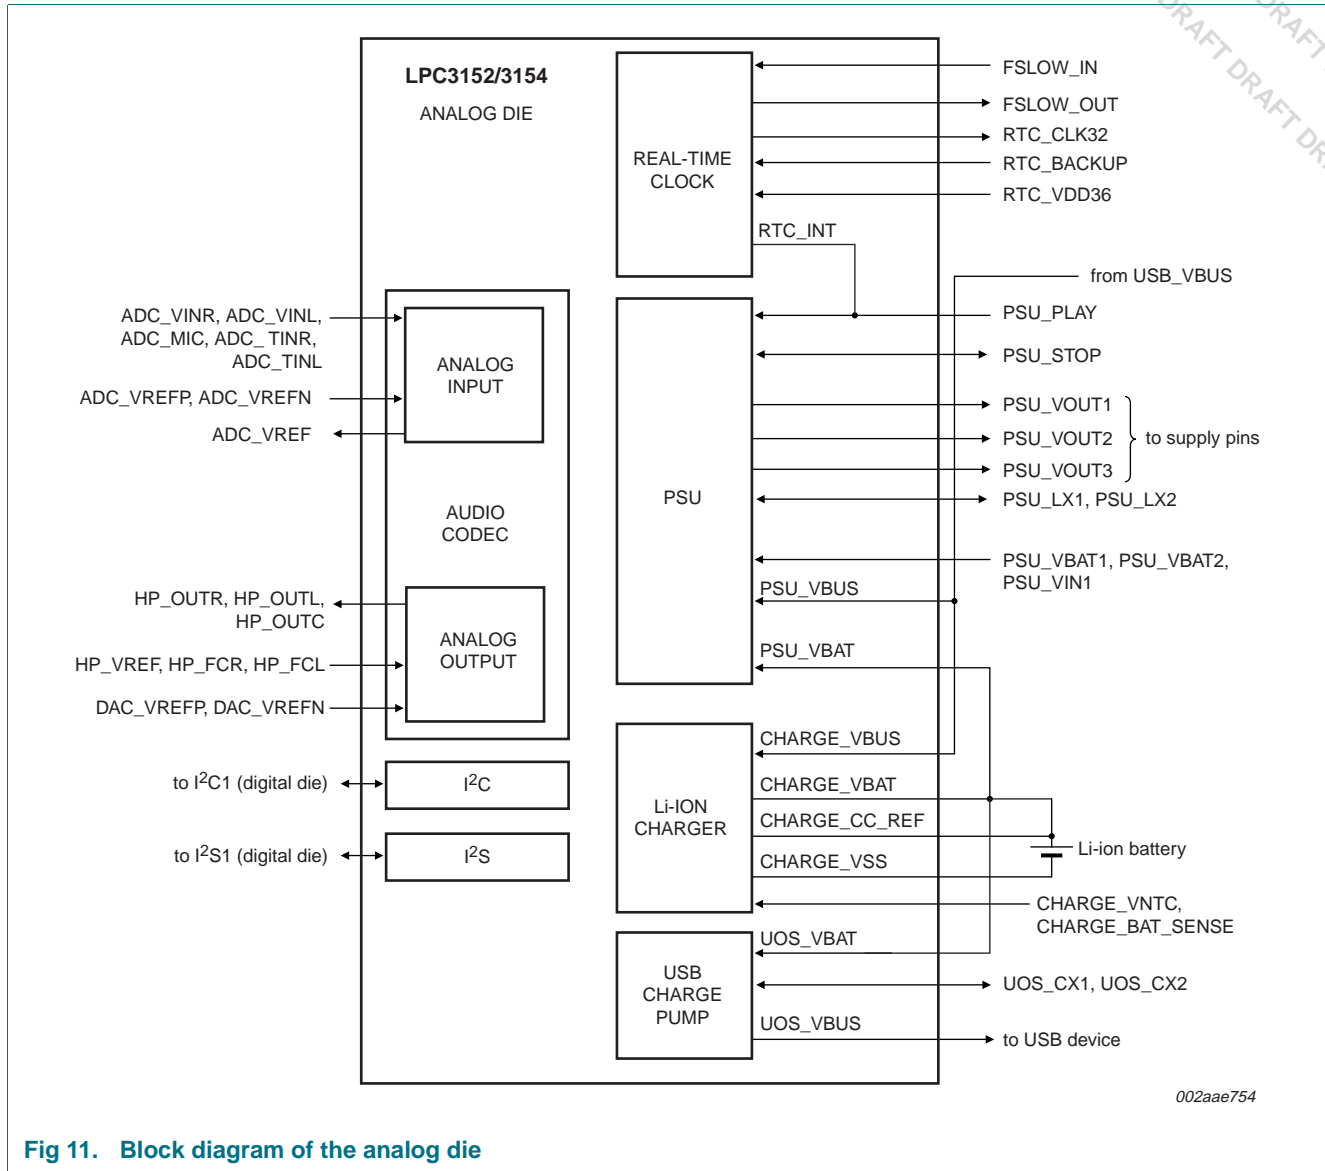 DRAFT DRAFT DRAFT
DRAFT
LPC3152/3154
ANALOG DIE
REAL-TIME
CLOCK
FSLOW_IN
FSLOW_OUT
RTC_CLK32
RTC_BACKUP
RTC_VDD36
RTC_INT
from USB_VBUS
PSU_PLAY
PSU_STOP
PSU_VOUT1
PSU_VOUT2
PSU_VOUT3
to supply pins
PSU_LX1, PSU_LX2
PSU
PSU_VBAT1, PSU_VBAT2,
PSU_VIN1
PSU_VBUS
PSU_VBAT
ADC_VINR, ADC_VINL,
ADC_MIC, ADC_ TINR,
ADC_TINL
ADC_VREFP, ADC_VREFN
ADC_VREF
ANALOG
INPUT
AUDIO
CODEC
HP_OUTR, HP_OUTL,
HP_OUTC
HP_VREF, HP_FCR, HP_FCL
DAC_VREFP, DAC_VREFN
ANALOG
OUTPUT
to I2C1 (digital die)
I2C
to I2S1 (digital die)
I2S
Li-ION
CHARGER
CHARGE_VBUS
CHARGE_VBAT
CHARGE_CC_REF
CHARGE_VSS
Li-ion battery
CHARGE_VNTC,
CHARGE_BAT_SENSE
USB
CHARGE
PUMP
UOS_VBAT
UOS_CX1, UOS_CX2
UOS_VBUS
to USB device
002aae754
Fig 11. Block diagram of the analog die